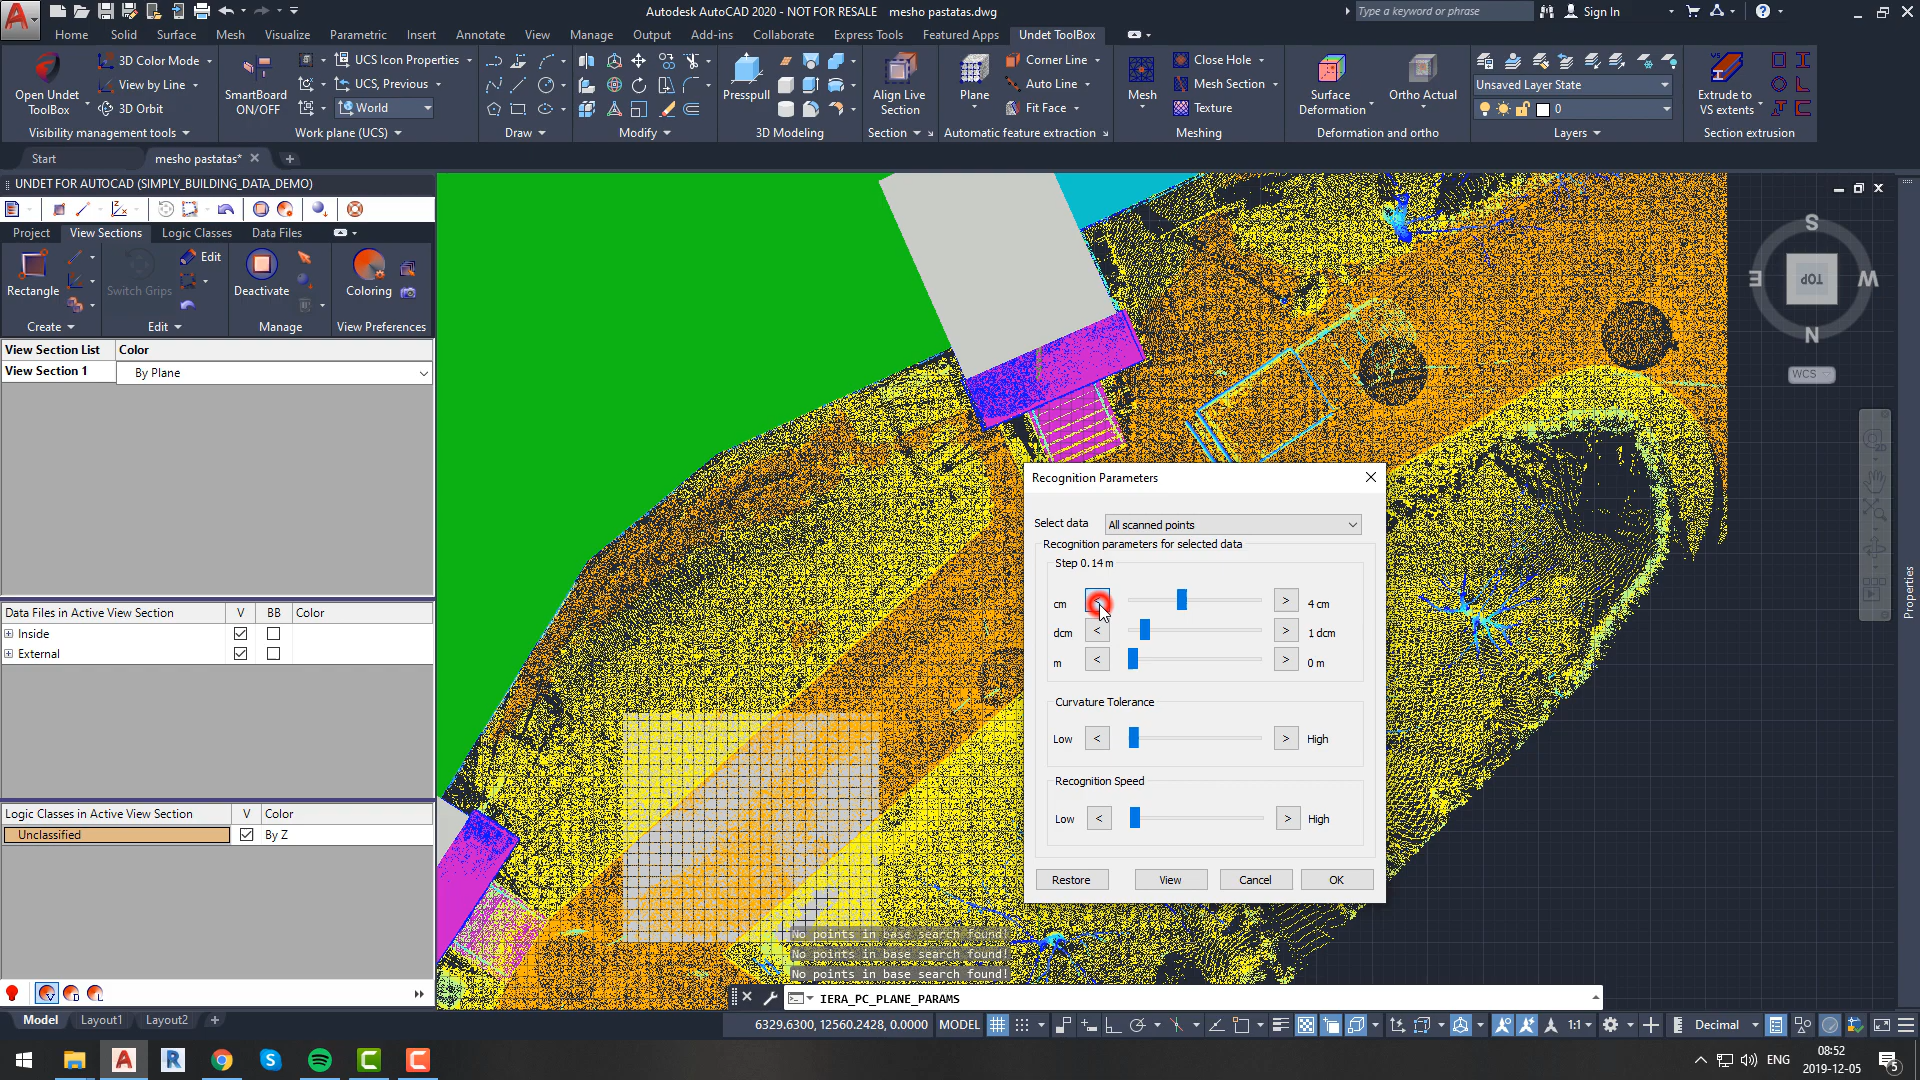 Autodesk AutoCAD 2020 - NOT FOR RESALE mesho pastatas.dwg
Type a keyword or phrase
Sign In
Home Solid Surface Mesh Visualize Parametric Insert Annotate View Manage Output Add-ins Collaborate Express Tools Featured Apps Undet ToolBox
Open Undet ToolBox
3D Color Mode
View by Line
3D Orbit
Visibility management tools
SmartBoard ON/OFF
UCS Icon Properties
UCS, Previous
World
Work plane (UCS)
Draw
Modify
Presspull
3D Modeling
Align Live Section
Section
Plane
Corner Line
Auto Line
Fit Face
Automatic feature extraction
Mesh
Close Hole
Mesh Section
Texture
Meshing
Surface Deformation
Ortho Actual
Deformation and ortho
Unsaved Layer State
0
Layers
Extrude to VS extents
Section extrusion
Start
mesho pastatas*
UNDET FOR AUTOCAD (SIMPLY_BUILDING_DATA_DEMO)
Project View Sections Logic Classes Data Files
Rectangle
Create
Switch Grips
Edit
Edit
Deactivate
Manage
Coloring
View Preferences
View Section List Color
View Section 1 By Plane
Data Files in Active View Section V BB Color
Inside
External
Logic Classes in Active View Section V Color
Unclassified By Z
S
E TOP W
N
WCS
Properties
Recognition Parameters
Select data All scanned points
Recognition parameters for selected data
Step 0.14 m
cm < > 4 cm
dcm < > 1 dcm
m < > 0 m
Curvature Tolerance
Low < > High
Recognition Speed
Low < > High
Restore View Cancel OK
No points in base search found!
No points in base search found!
No points in base search found!
IERA_PC_PLANE_PARAMS
Model Layout1 Layout2
6329.6300, 12560.2428, 0.0000 MODEL
1:1
Decimal
ENG
08:52
2019-12-05
5